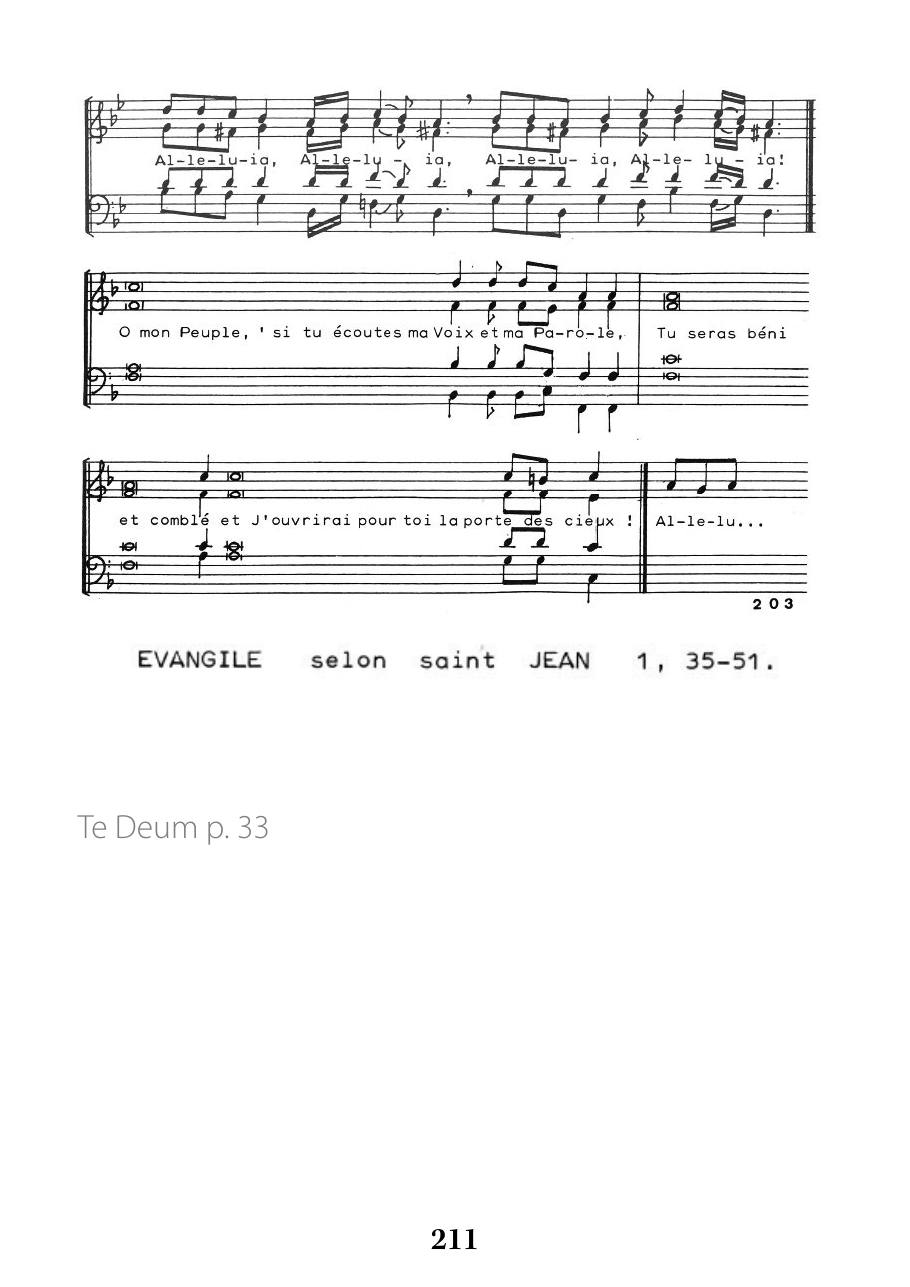 Al-le-lu-ia, Al-le-lu - ia, Al-le-lu- ia, Al-le- lu - ia!
O mon Peuple, ' si tu écoutes ma Voix et ma Pa-ro-le, Tu seras béni
et comblé et J'ouvrirai pour toi la porte des cieux ! Al-le-lu...
203
EVANGILE selon saint JEAN 1, 35-51.
Te Deum p. 33
211